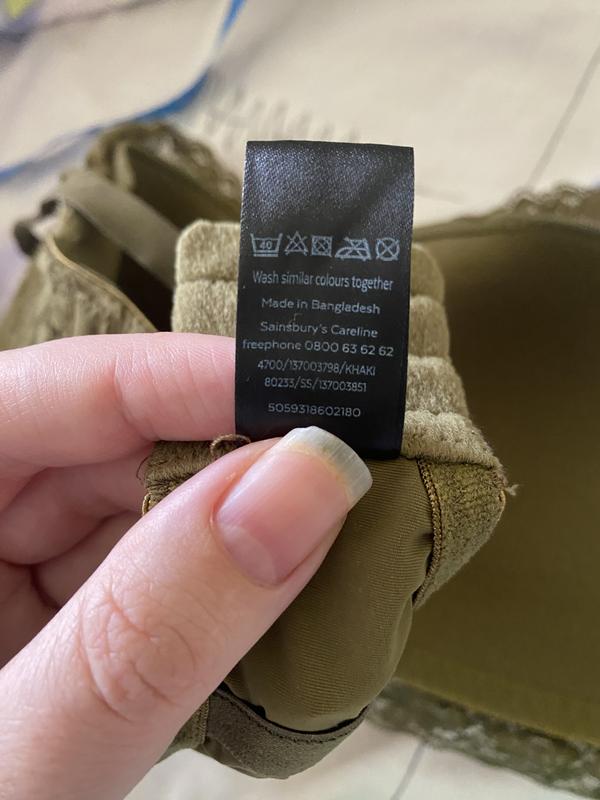 40
Wash similar colours together
Made in Bangladesh
Sainsbury's Careline
freephone 0800 63 62 62
4700/137003798/KHAKI
80233/SS/137003851
5059318602180